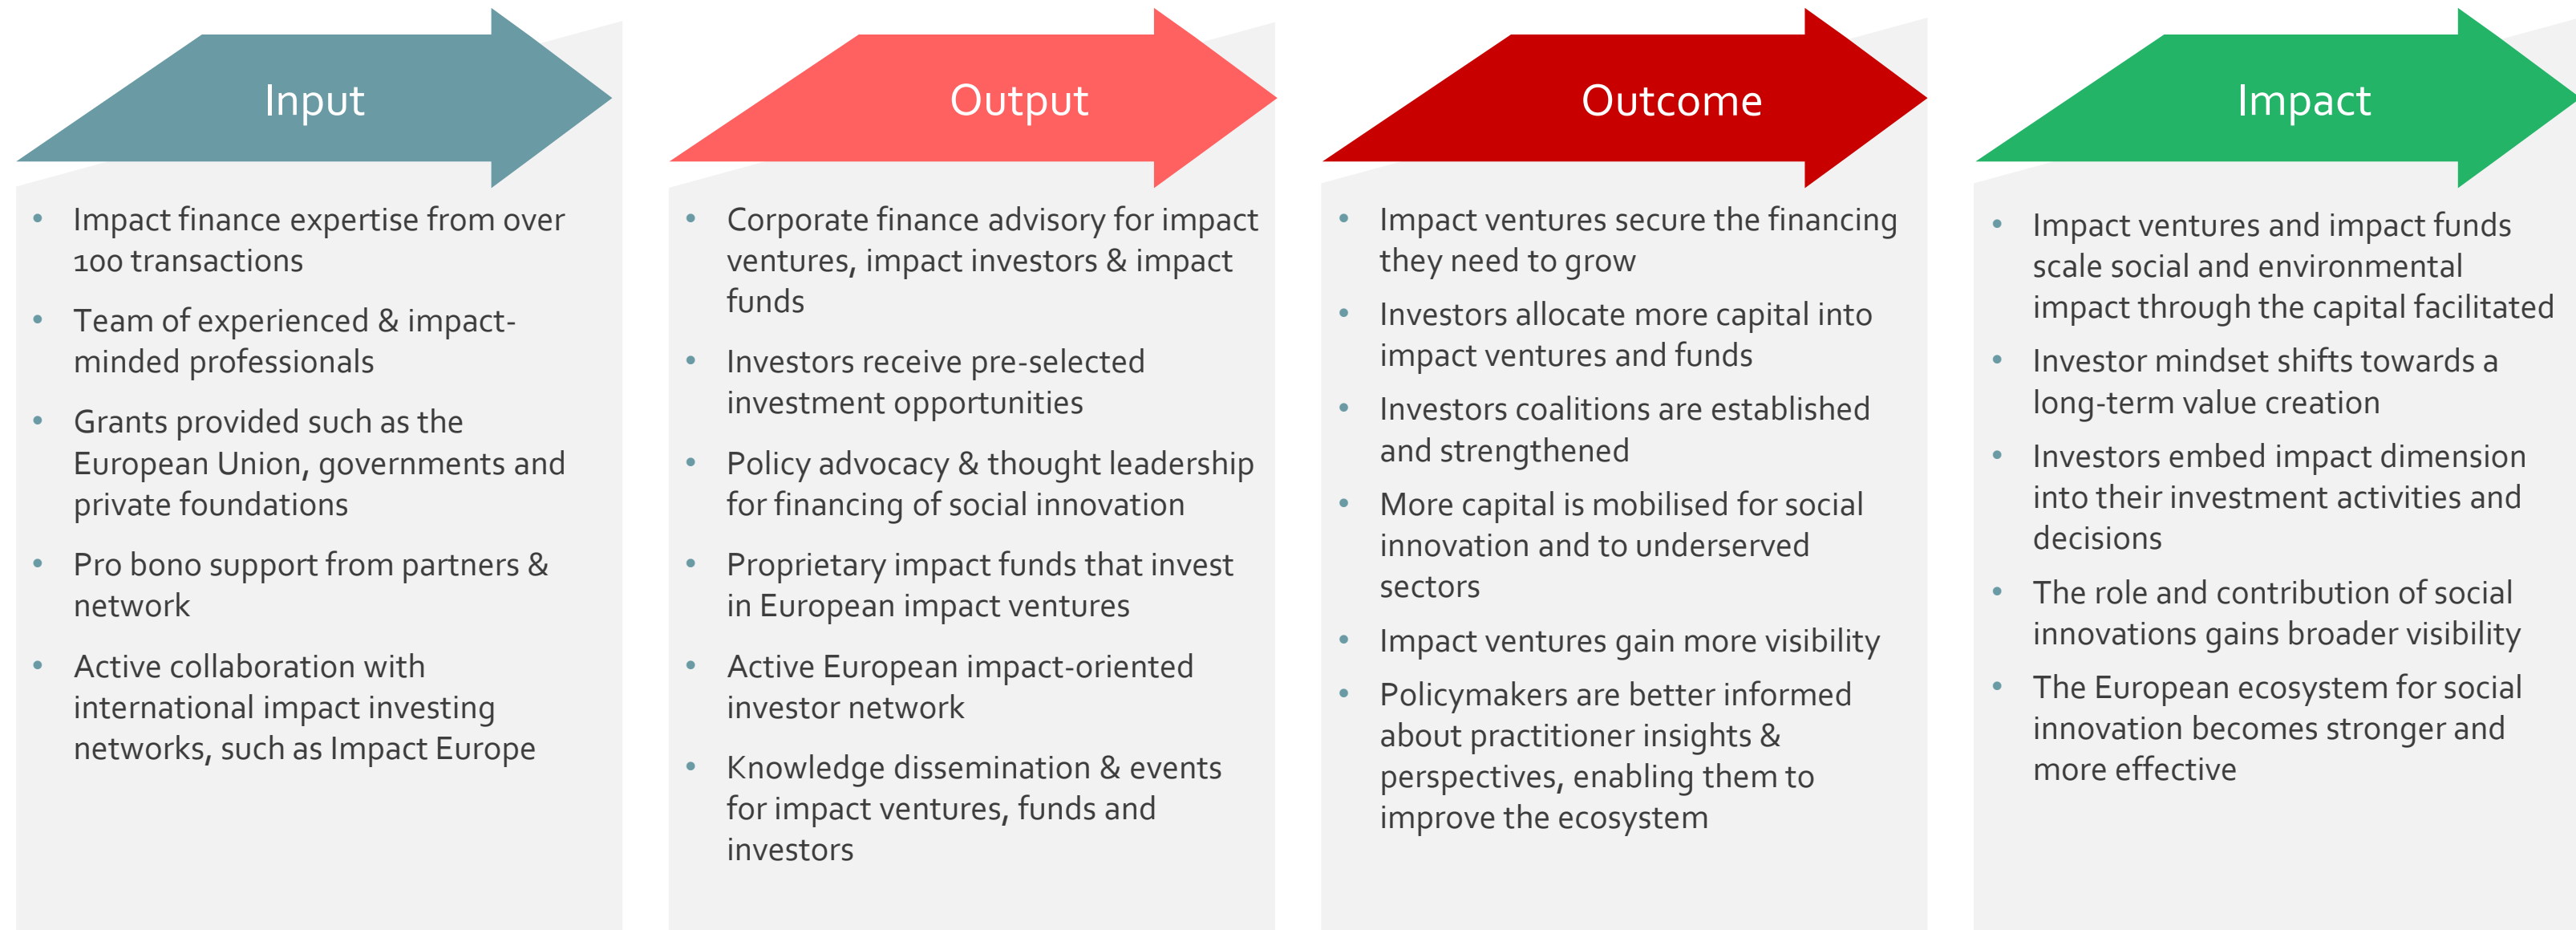 Input
• Impact finance expertise from over
100 transactions
• Team of experienced & impact-
minded professionals
• Grants provided such as the
European Union, governments and
private foundations
• Pro bono support from partners &
network
• Active collaboration with
international impact investing
networks, such as Impact Europe
Output
• Corporate finance advisory for impact
ventures, impact investors & impact
funds
• Investors receive pre-selected
investment opportunities
• Policy advocacy & thought leadership
for financing of social innovation
• Proprietary impact funds that invest
in European impact ventures
• Active European impact-oriented
investor network
• Knowledge dissemination & events
for impact ventures, funds and
investors
Outcome
• Impact ventures secure the financing
they need to grow
• Investors allocate more capital into
impact ventures and funds
• Investors coalitions are established
and strengthened
• More capital is mobilised for social
innovation and to underserved
sectors
• Impact ventures gain more visibility
• Policymakers are better informed
about practitioner insights &
perspectives, enabling them to
improve the ecosystem
Impact
• Impact ventures and impact funds
scale social and environmental
impact through the capital facilitated
• Investor mindset shifts towards a
long-term value creation
• Investors embed impact dimension
into their investment activities and
decisions
• The role and contribution of social
innovations gains broader visibility
• The European ecosystem for social
innovation becomes stronger and
more effective